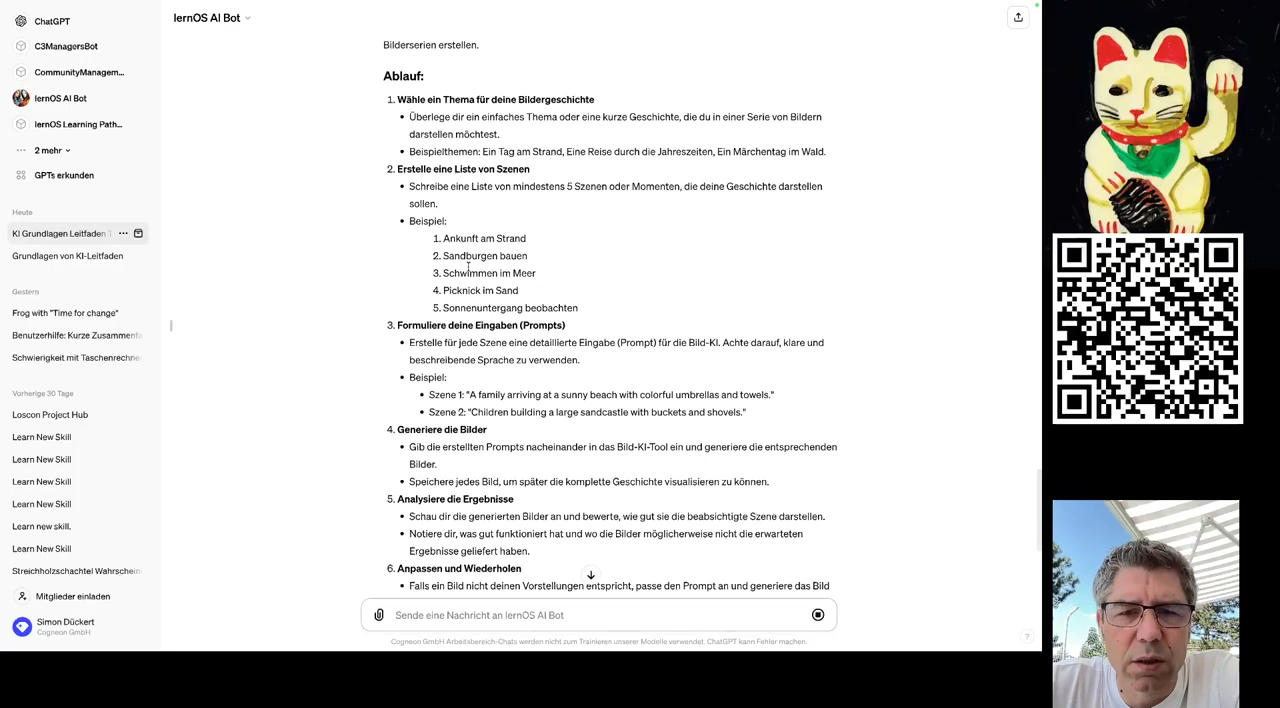 ChatGPT
C3ManagersBot
CommunityManagem...
lernOS AI Bot
lernOS Learning Path...
2 mehr
GPTs erkunden
Heute
KI Grundlagen Leitfaden
Grundlagen von KI-Leitfaden
Gestern
Frog with "Time for change"
Benutzerhilfe: Kurze
Schwierigkeit mit
Vorherige 30 Tage
Loscon Project Hub
Learn New Skill
Learn New Skill
Learn New Skill
Learn New Skill
Learn new skill.
Learn New Skill
Streichholzschachtel
Mitglieder einladen
Simon Dückert
Cogneon GmbH
lernOS AI Bot
Bilderserien erstellen.
Ablauf:
1. Wähle ein Thema für deine Bildergeschichte
• Überlege dir ein einfaches Thema oder eine kurze Geschichte, die du in einer Serie von Bildern
darstellen möchtest.
• Beispielthemen: Ein Tag am Strand, Eine Reise durch die Jahreszeiten, Ein Märchentag im Wald.
2. Erstelle eine Liste von Szenen
• Schreibe eine Liste von mindestens 5 Szenen oder Momenten, die deine Geschichte darstellen
sollen.
• Beispiel:
1. Ankunft am Strand
2. Sandburgen bauen
3. Schwimmen im Meer
4. Picknick im Sand
5. Sonnenuntergang beobachten
3. Formuliere deine Eingaben (Prompts)
• Erstelle für jede Szene eine detaillierte Eingabe (Prompt) für die Bild-KI. Achte darauf, klare und
beschreibende Sprache zu verwenden.
• Beispiel:
• Szene 1: "A family arriving at a sunny beach with colorful umbrellas and towels."
• Szene 2: "Children building a large sandcastle with buckets and shovels."
4. Generiere die Bilder
• Gib die erstellten Prompts nacheinander in das Bild-KI-Tool ein und generiere die entsprechenden
Bilder.
• Speichere jedes Bild, um später die komplette Geschichte visualisieren zu können.
5. Analysiere die Ergebnisse
• Schau dir die generierten Bilder an und bewerte, wie gut sie die beabsichtigte Szene darstellen.
• Notiere dir, was gut funktioniert hat und wo die Bilder möglicherweise nicht die erwarteten
Ergebnisse geliefert haben.
6. Anpassen und Wiederholen
• Falls ein Bild nicht deinen Vorstellungen entspricht, passe den Prompt an und generiere das Bild
Sende eine Nachricht an lernOS AI Bot
Cogneon GmbH Arbeitsbereich-Chats werden nicht zum Trainieren unserer Modelle verwendet. ChatGPT kann Fehler machen.
?